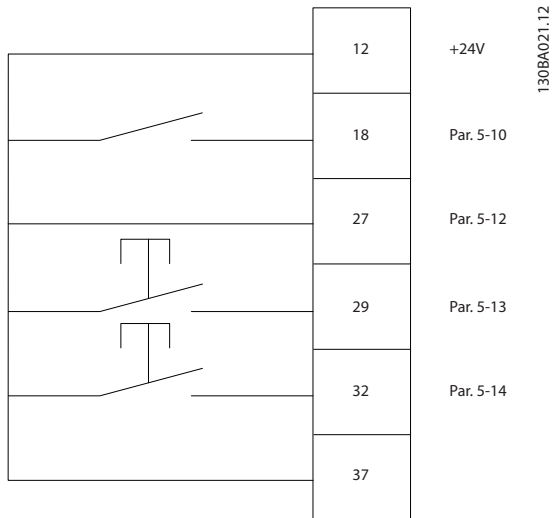 130BA021.12
12 +24V
18 Par. 5-10
27 Par. 5-12
29 Par. 5-13
32 Par. 5-14
37